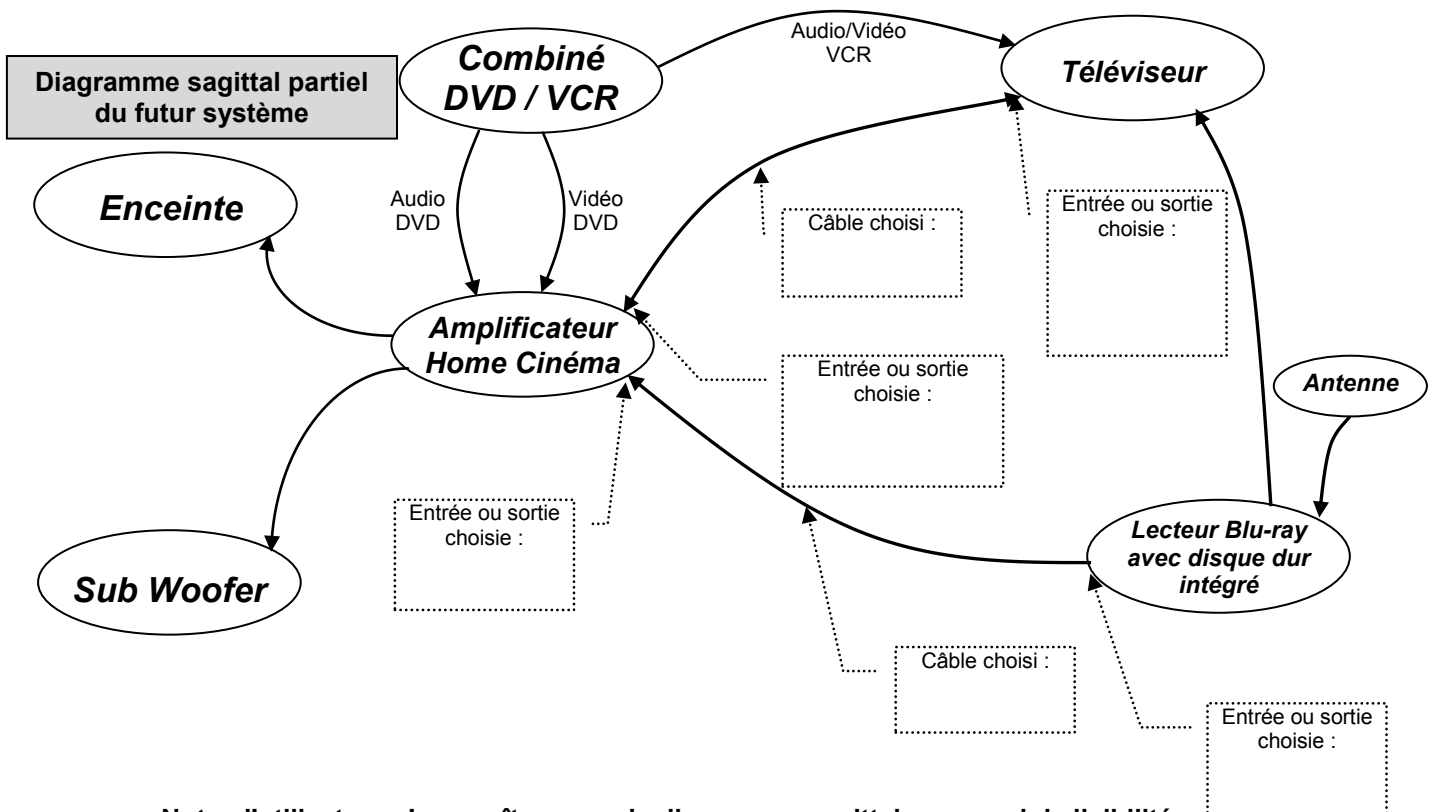 Audio/Vidéo
VCR
Combiné
DVD / VCR
Téléviseur
Diagramme sagittal partiel
du futur système
Enceinte
Audio
DVD
Vidéo
DVD
Câble choisi :
Entrée ou sortie
choisie :
Amplificateur
Home Cinéma
Entrée ou sortie
choisie :
Antenne
Entrée ou sortie
choisie :
Lecteur Blu-ray
avec disque dur
intégré
Sub Woofer
Câble choisi :
Entrée ou sortie
choisie :